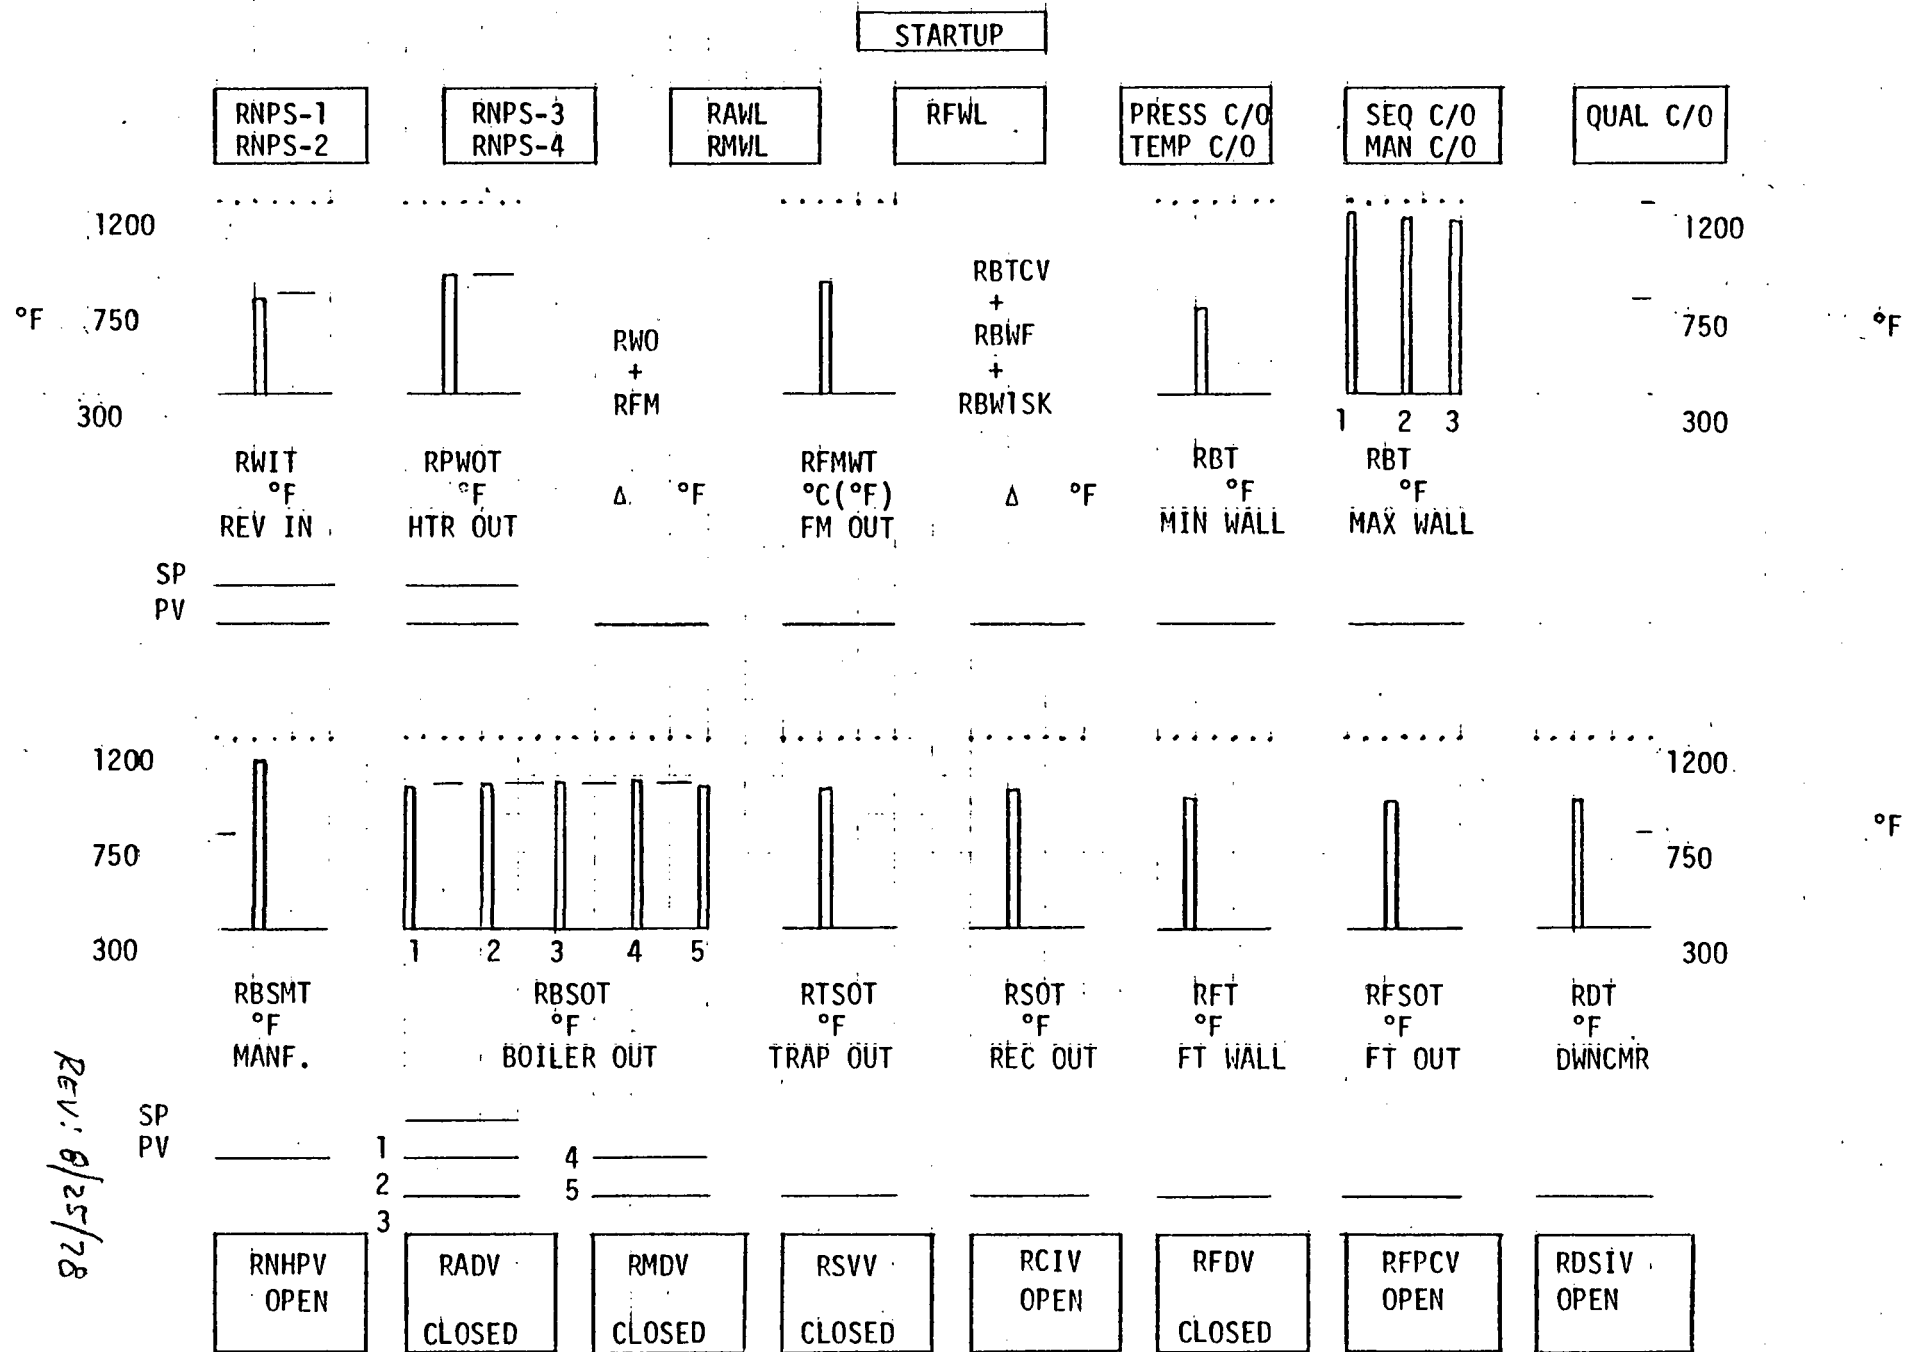 STARTUP
RNPS-1 RNPS-3 RAWL RFWL PRESS C/O SEQ C/O QUAL C/O
RNPS-2 RNPS-4 RMWL TEMP C/O MAN C/O
1200 1200
RBTCV
+
°F 750 RWO RBWF 750 °F
+ +
300 RFM RBWISK 1 2 3 300
RWIT RPWOT RFMWT RBT RBT
°F °F Δ °F °C(°F) Δ °F °F °F
REV IN HTR OUT FM OUT MIN WALL MAX WALL
SP
PV
1200 1200
°F
750 750
300 1 2 3 4 5 300
RBSMT RBSOT RTSOT RSOT RFT RFSOT RDT
°F °F °F °F °F °F °F
MANF. BOILER OUT TRAP OUT REC OUT FT WALL FT OUT DWNCMR
SP
PV 1 4
2 5
3
RNHPV RADV RMDV RSVV RCIV RFDV RFPCV RDSIV
OPEN OPEN OPEN OPEN
CLOSED CLOSED CLOSED CLOSED
REV: 8/25/78